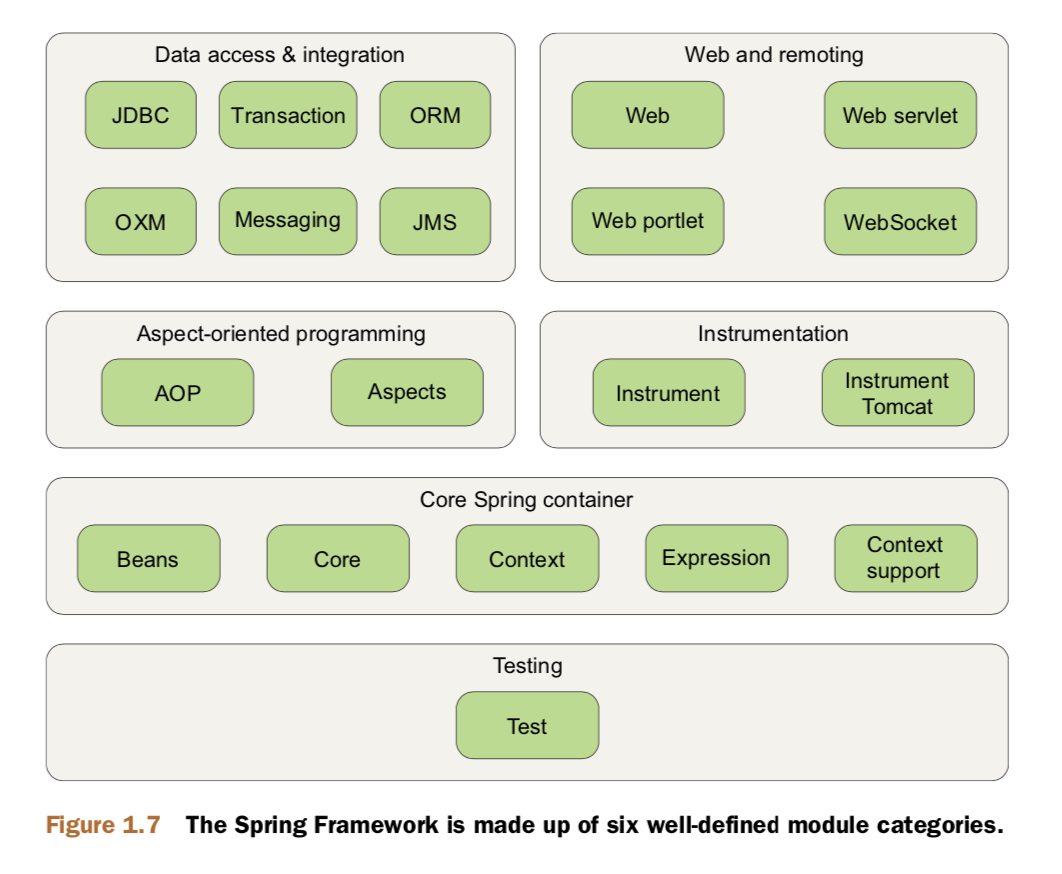 Data access & integration
JDBC
Transaction
ORM
OXM
Messaging
JMS
Web and remoting
Web
Web servlet
Web portlet
WebSocket
Aspect-oriented programming
AOP
Aspects
Instrumentation
Instrument
Instrument
Tomcat
Core Spring container
Beans
Core
Context
Expression
Context
support
Testing
Test
Figure 1.7 The Spring Framework is made up of six well-defined module categories.